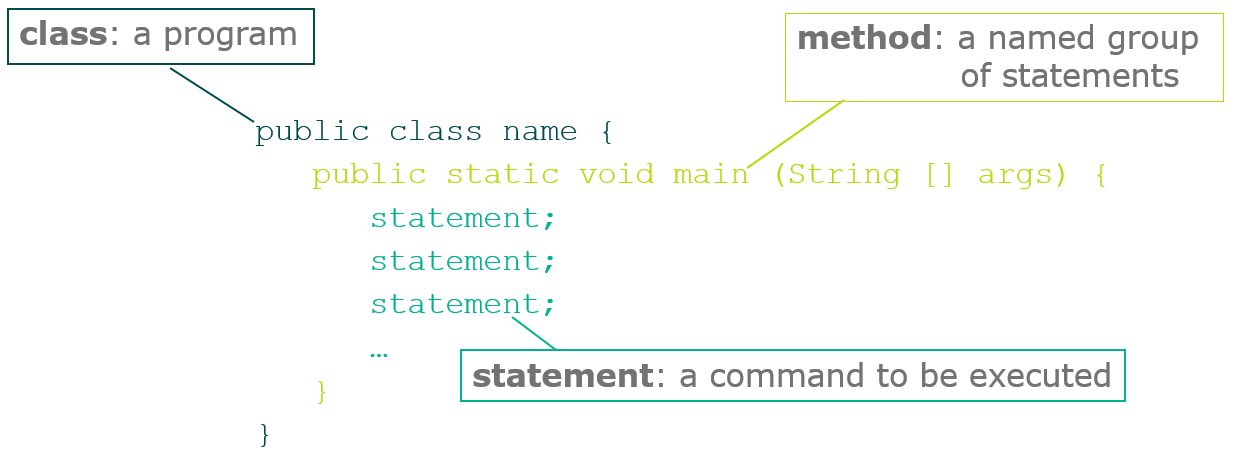 class: a program
method: a named group
of statements
public class name {
public static void main (String [] args) {
statement;
statement;
statement;
…
statement: a command to be executed
}
}